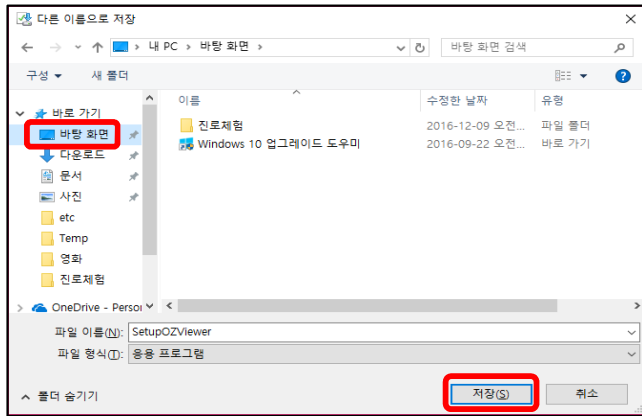 다른 이름으로 저장
내 PC > 바탕 화면 >
바탕 화면 검색
구성
새 폴더
이름
수정한 날짜
유형
바로 가기
바탕 화면
다운로드
문서
사진
etc
Temp
영화
진로체험
OneDrive - Person
진로체험 2016-12-09 오전... 파일 폴더
Windows 10 업그레이드 도우미 2016-09-22 오전... 바로 가기
파일 이름(N): SetupOZViewer
파일 형식(T): 응용 프로그램
폴더 숨기기
저장(S)
취소